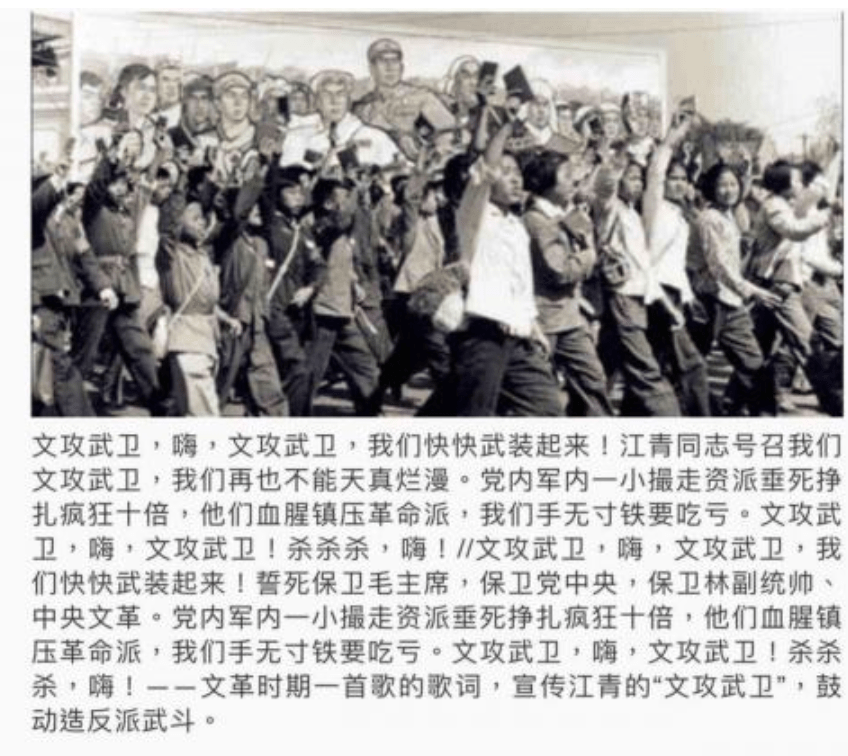 文攻武卫，嗨，文攻武卫，我们快快武装起来！江青同志号召我们
文攻武卫，我们再也不能天真烂漫。党内军内一小撮走资派垂死挣
扎疯狂十倍，他们血腥镇压革命派，我们手无寸铁要吃亏。文攻武
卫，嗨，文攻武卫！杀杀杀，嗨！//文攻武卫，嗨，文攻武卫，我
们快快武装起来！誓死保卫毛主席，保卫党中央，保卫林副统帅、
中央文革。党内军内一小撮走资派垂死挣扎疯狂十倍，他们血腥镇
压革命派，我们手无寸铁要吃亏。文攻武卫，嗨，文攻武卫！杀杀
杀，嗨！——文革时期一首歌的歌词，宣传江青的“文攻武卫”，鼓
动造反派武斗。